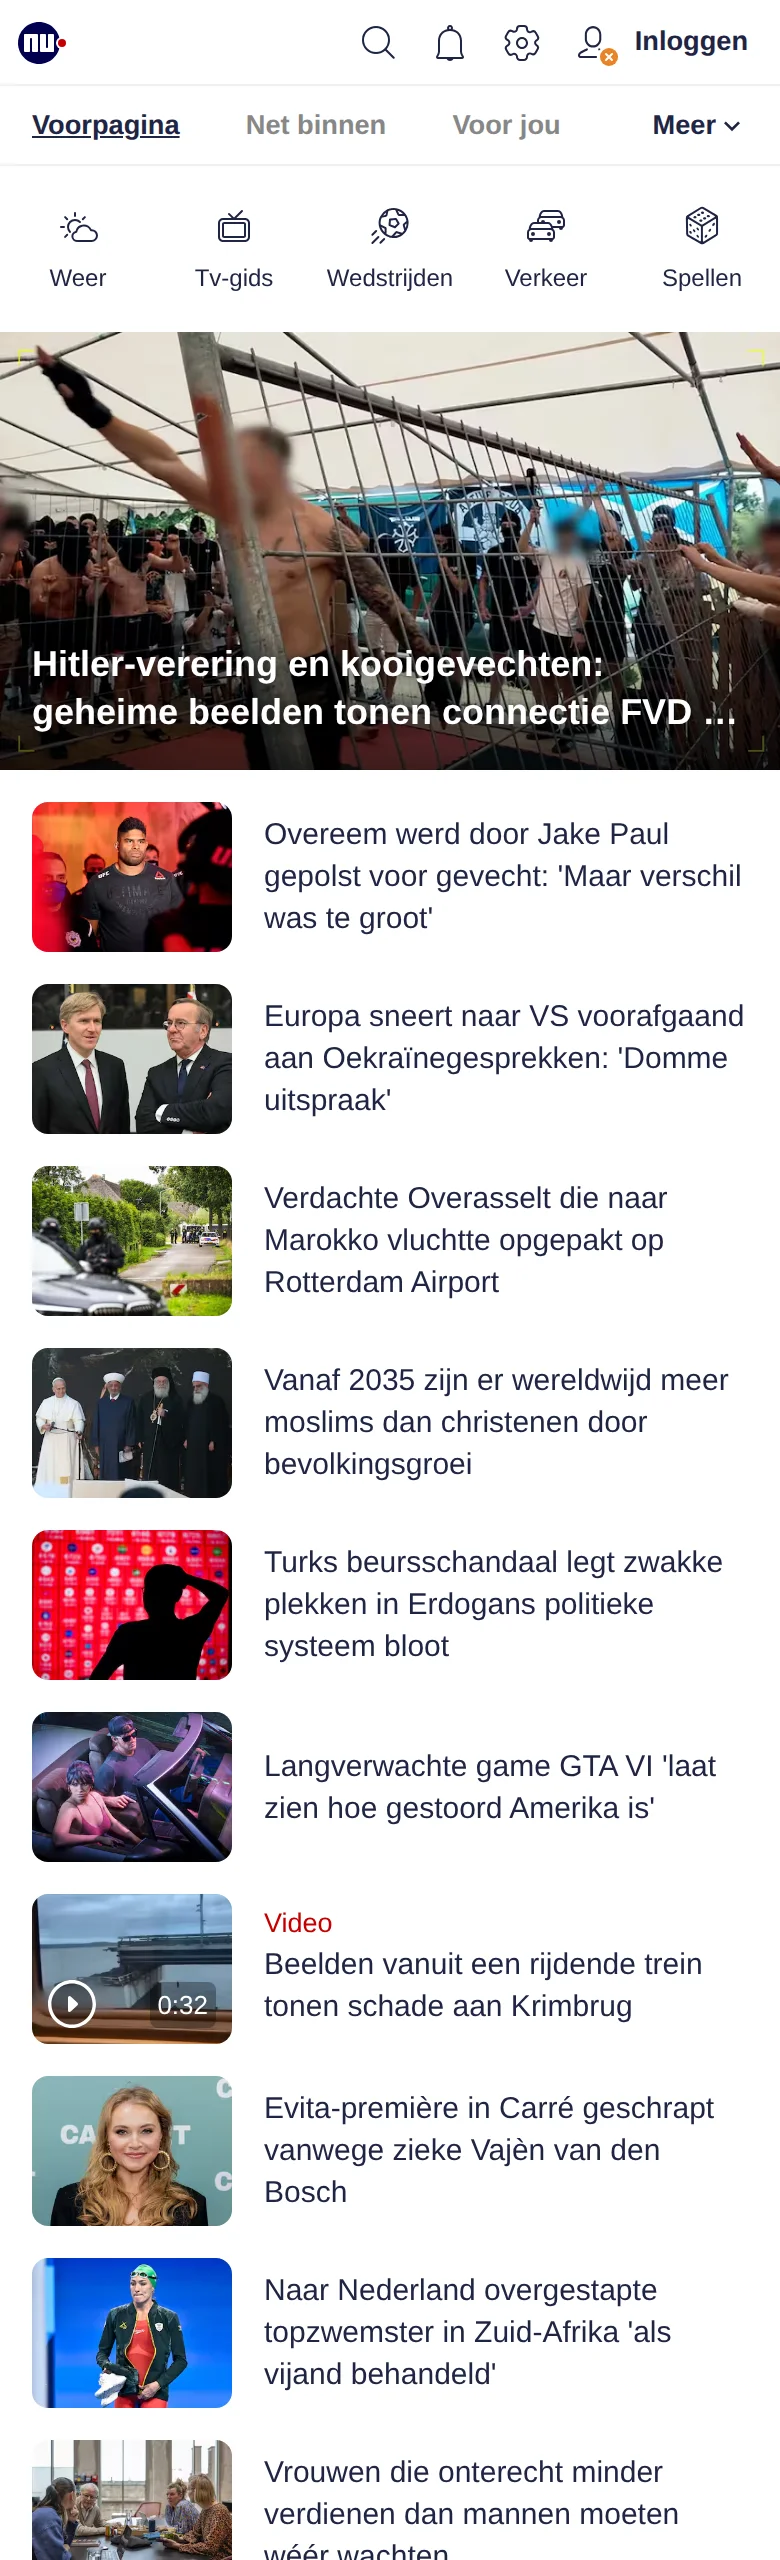 nu
Inloggen
Voorpagina
Net binnen
Voor jou
Meer
Weer
Tv-gids
Wedstrijden
Verkeer
Spellen
Hitler-verering en kooigevechten:
geheime beelden tonen connectie FVD ...
Overeem werd door Jake Paul
gepolst voor gevecht: 'Maar verschil
was te groot'
Europa sneert naar VS voorafgaand
aan Oekraïnegesprekken: 'Domme
uitspraak'
Verdachte Overasselt die naar
Marokko vluchtte opgepakt op
Rotterdam Airport
Vanaf 2035 zijn er wereldwijd meer
moslims dan christenen door
bevolkingsgroei
Turks beursschandaal legt zwakke
plekken in Erdogans politieke
systeem bloot
Langverwachte game GTA VI 'laat
zien hoe gestoord Amerika is'
Video
Beelden vanuit een rijdende trein
tonen schade aan Krimbrug
0:32
Evita-première in Carré geschrapt
vanwege zieke Vajèn van den
Bosch
Naar Nederland overgestapte
topzwemster in Zuid-Afrika 'als
vijand behandeld'
Vrouwen die onterecht minder
verdienen dan mannen moeten
wéér wachten